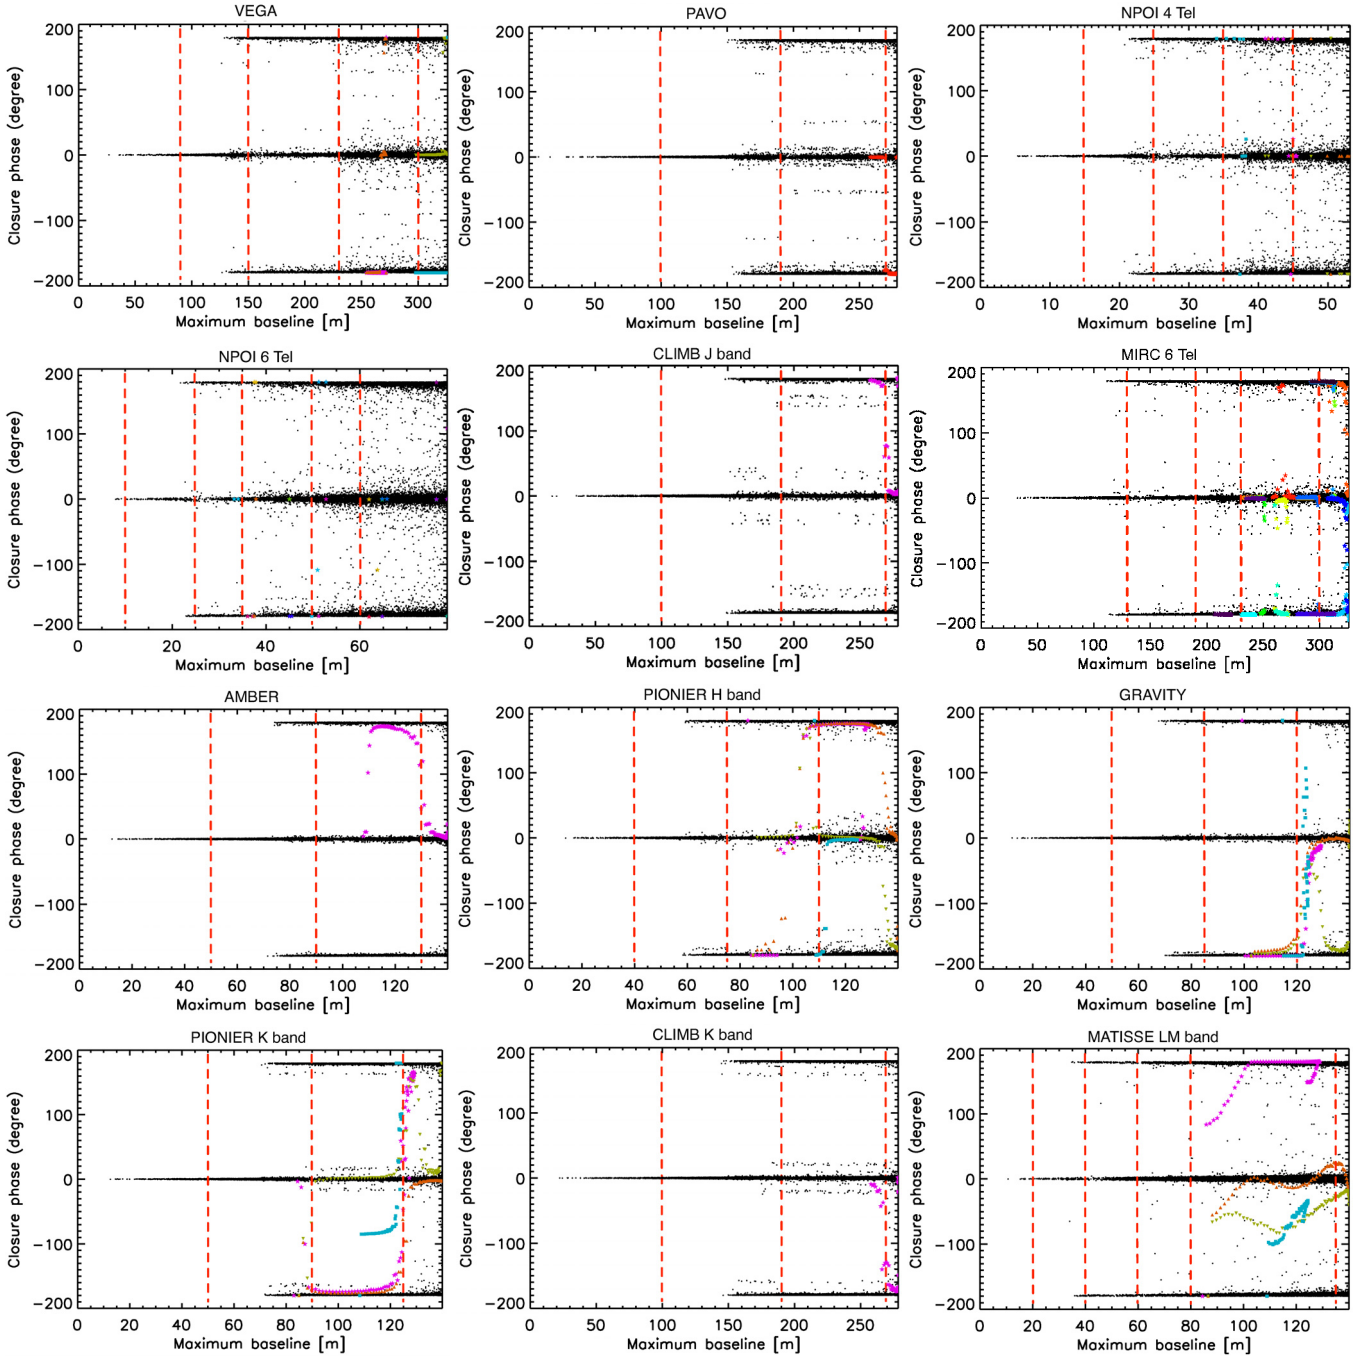 VEGA
Closure phase (degree)
200
100
0
−100
−200
0 50 100 150 200 250 300
Maximum baseline [m]
PAVO
Closure phase (degree)
200
100
0
−100
−200
0 50 100 150 200 250
Maximum baseline [m]
NPOI 4 Tel
Closure phase (degree)
200
100
0
−100
−200
0 10 20 30 40 50
Maximum baseline [m]
NPOI 6 Tel
Closure phase (degree)
200
100
0
−100
−200
0 20 40 60
Maximum baseline [m]
CLIMB J band
Closure phase (degree)
200
100
0
−100
−200
0 50 100 150 200 250
Maximum baseline [m]
MIRC 6 Tel
Closure phase (degree)
200
100
0
−100
−200
0 50 100 150 200 250 300
Maximum baseline [m]
AMBER
Closure phase (degree)
200
100
0
−100
−200
0 20 40 60 80 100 120
Maximum baseline [m]
PIONIER H band
Closure phase (degree)
200
100
0
−100
−200
0 20 40 60 80 100 120
Maximum baseline [m]
GRAVITY
Closure phase (degree)
200
100
0
−100
−200
0 20 40 60 80 100 120
Maximum baseline [m]
PIONIER K band
Closure phase (degree)
200
100
0
−100
−200
0 20 40 60 80 100 120
Maximum baseline [m]
CLIMB K band
Closure phase (degree)
200
100
0
−100
−200
0 50 100 150 200 250
Maximum baseline [m]
MATISSE LM band
Closure phase (degree)
200
100
0
−100
−200
0 20 40 60 80 100 120 140
Maximum baseline [m]